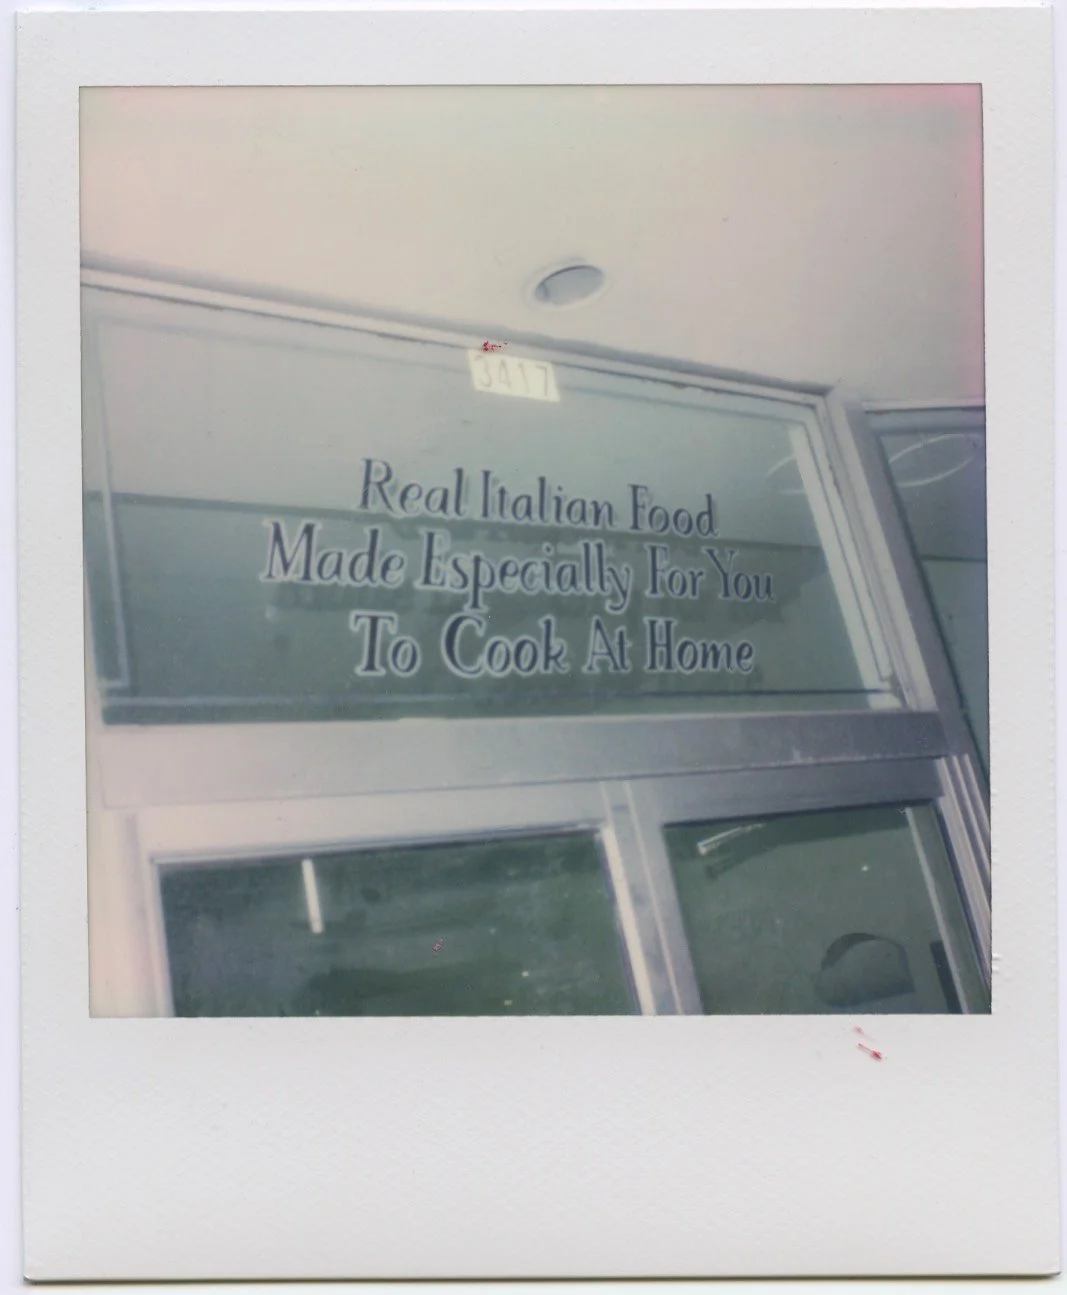 3417
Real Italian Food
Made Especially For You
To Cook At Home